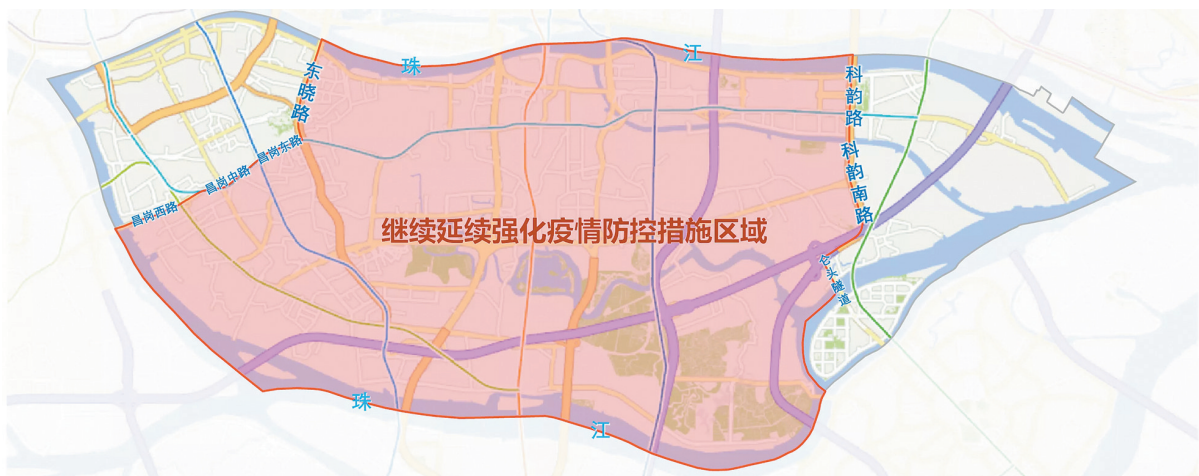 珠
江
东晓路
科韵路
科韵南路
昌岗东路
昌岗中路
昌岗西路
继续延续强化疫情防控措施区域
仑头隧道
珠
江